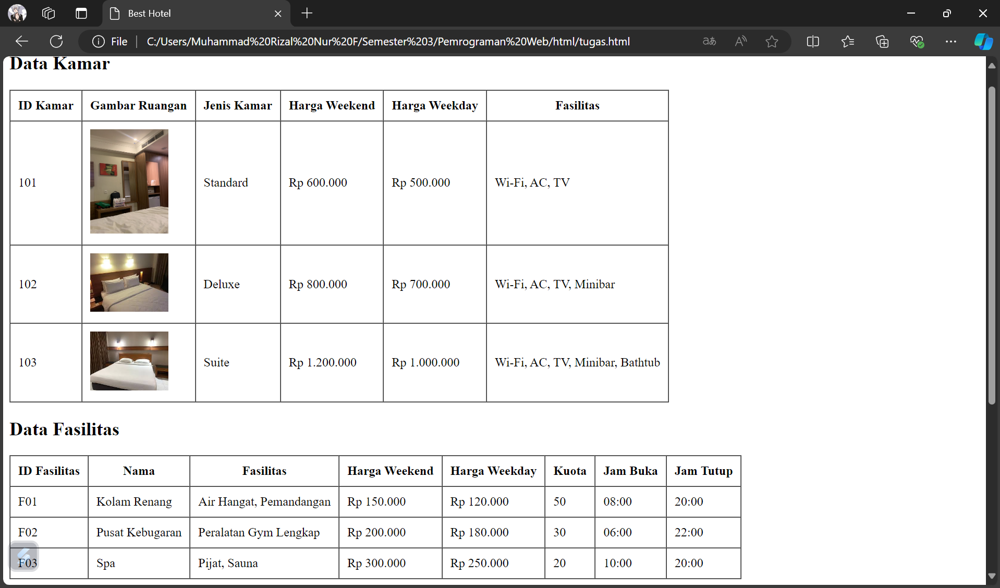 Best Hotel
File
C:/Users/Muhammad%20Rizal%20Nur%20F/Semester%203/Pemrograman%20Web/html/tugas.html
Data Kamar
ID Kamar Gambar Ruangan Jenis Kamar Harga Weekend Harga Weekday Fasilitas
101 Standard Rp 600.000 Rp 500.000 Wi-Fi, AC, TV
102 Deluxe Rp 800.000 Rp 700.000 Wi-Fi, AC, TV, Minibar
103 Suite Rp 1.200.000 Rp 1.000.000 Wi-Fi, AC, TV, Minibar, Bathtub
Data Fasilitas
ID Fasilitas Nama Fasilitas Harga Weekend Harga Weekday Kuota Jam Buka Jam Tutup
F01 Kolam Renang Air Hangat, Pemandangan Rp 150.000 Rp 120.000 50 08:00 20:00
F02 Pusat Kebugaran Peralatan Gym Lengkap Rp 200.000 Rp 180.000 30 06:00 22:00
F03 Spa Pijat, Sauna Rp 300.000 Rp 250.000 20 10:00 20:00